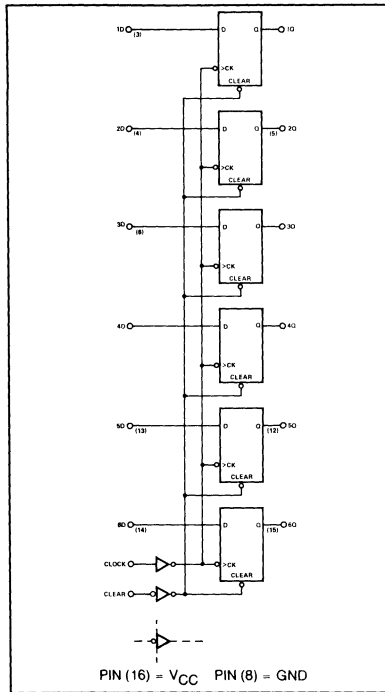 1D (3) D Q 1Q
>CK
CLEAR
2D (4) D Q (5) 2Q
>CK
CLEAR
3D (6) D Q 3Q
>CK
CLEAR
4D D Q 4Q
>CK
CLEAR
5D (13) D Q (12) 5Q
>CK
CLEAR
6D (14) D Q (15) 6Q
CLOCK >CK
CLEAR CLEAR
PIN (16) = VCC PIN (8) = GND